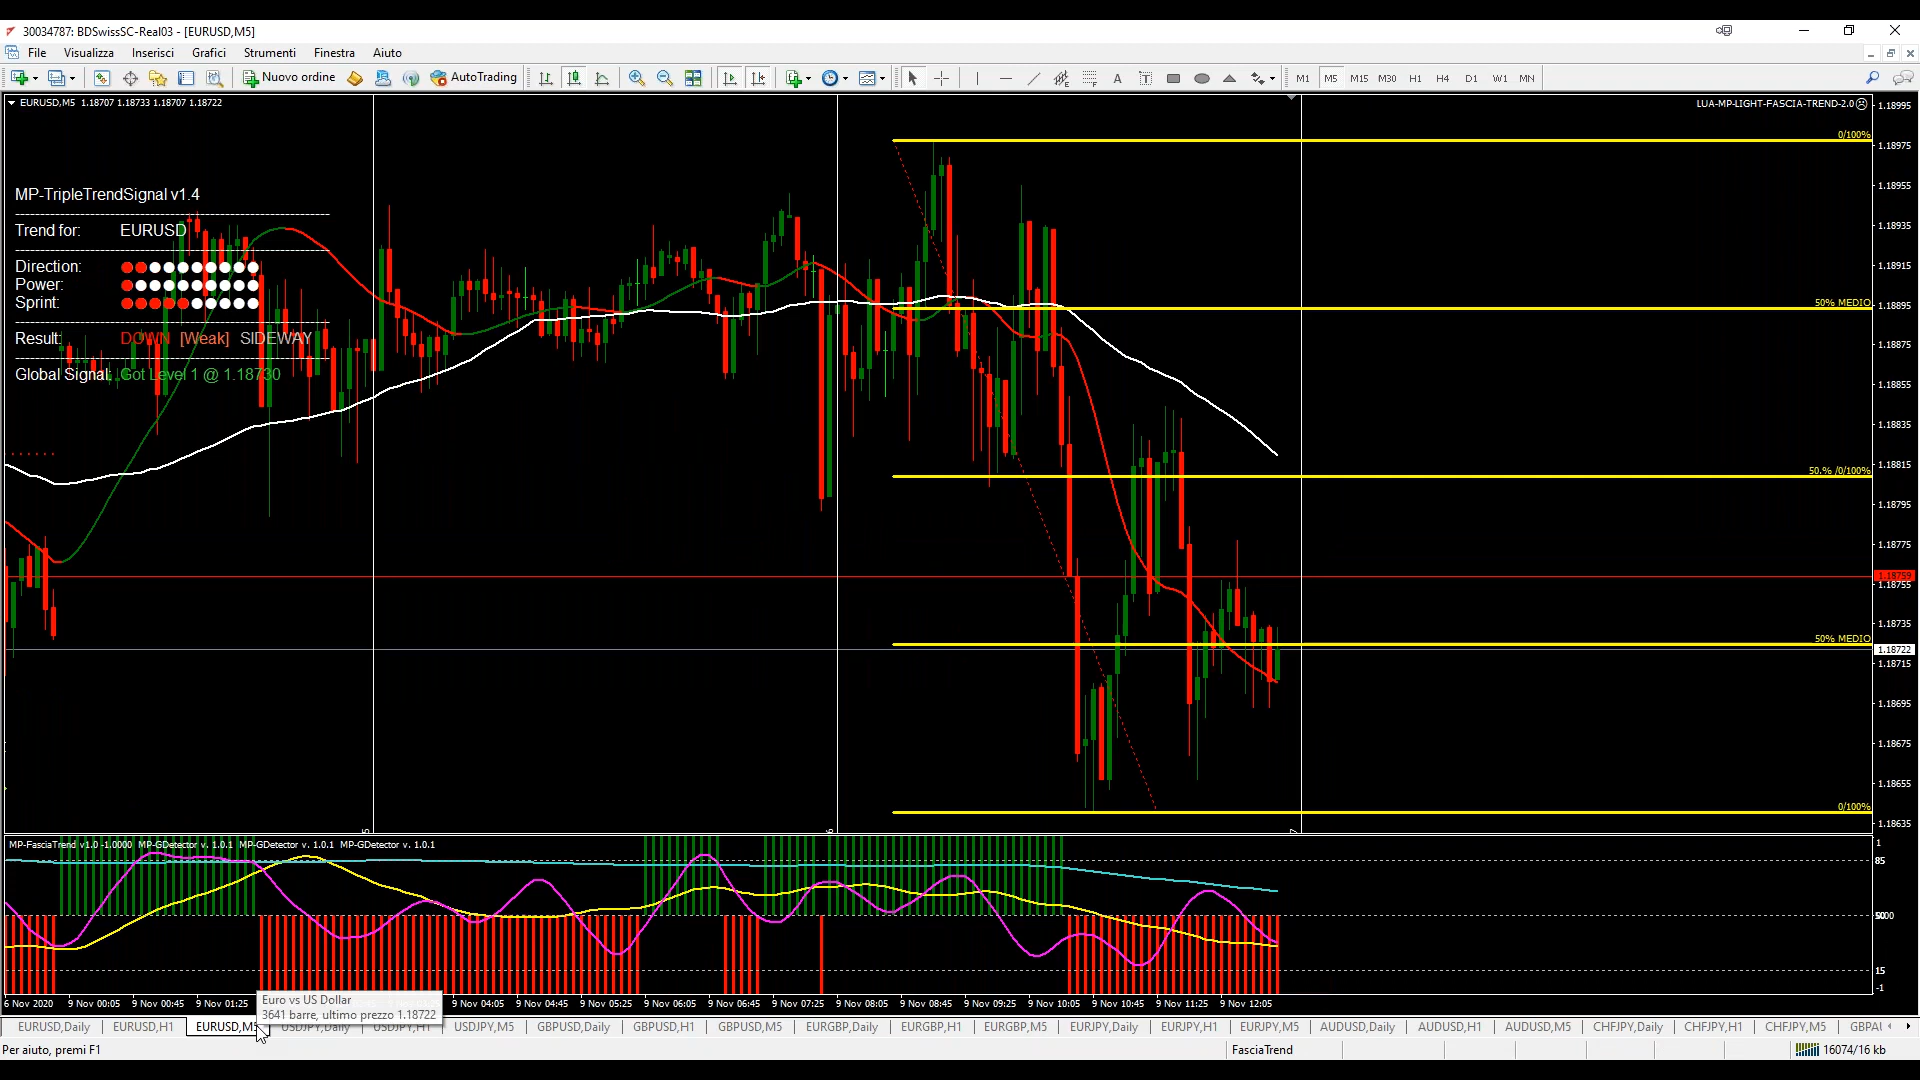 30034787: BDSwissSC-Real03 - [EURUSD,M5]
File Visualizza Inserisci Grafici Strumenti Finestra Aiuto
Nuovo ordine AutoTrading A T M1 M5 M15 M30 H1 H4 D1 W1 MN
EURUSD,M5 1.18707 1.18733 1.18707 1.18722
LUA-MP-LIGHT-FASCIA-TREND-2.0
1.18995
0/100%
1.18975
MP-TripleTrendSignal v1.4
1.18955
Trend for: EURUSD
1.18935
Direction:
1.18915
Power:
Sprint:
50% MEDIO
1.18895
Result: DOWN [Weak] SIDEWAY
1.18875
Global Signal: Got Level 1 @ 1.18730
1.18855
1.18835
1.18815
50.% /0/100%
1.18795
1.18775
1.18759
1.18755
1.18735
50% MEDIO
1.18722
1.18715
1.18695
1.18675
1.18655
0/100%
1.18635
MP-FasciaTrend v1.0 -1.0000 MP-GDetector v. 1.0.1 MP-GDetector v. 1.0.1 MP-GDetector v. 1.0.1
1
85
15
-1
6 Nov 2020 9 Nov 00:05 9 Nov 00:45 9 Nov 01:25 9 Nov 04:05 9 Nov 04:45 9 Nov 05:25 9 Nov 06:05 9 Nov 06:45 9 Nov 07:25 9 Nov 08:05 9 Nov 08:45 9 Nov 09:25 9 Nov 10:05 9 Nov 10:45 9 Nov 11:25 9 Nov 12:05
Euro vs US Dollar
3641 barre, ultimo prezzo 1.18722
EURUSD,Daily EURUSD,H1 EURUSD,M5 USDJPY,Daily USDJPY,H1 USDJPY,M5 GBPUSD,Daily GBPUSD,H1 GBPUSD,M5 EURGBP,Daily EURGBP,H1 EURGBP,M5 EURJPY,Daily EURJPY,H1 EURJPY,M5 AUDUSD,Daily AUDUSD,H1 AUDUSD,M5 CHFJPY,Daily CHFJPY,H1 CHFJPY,M5 GBPAU
Per aiuto, premi F1
FasciaTrend
16074/16 kb